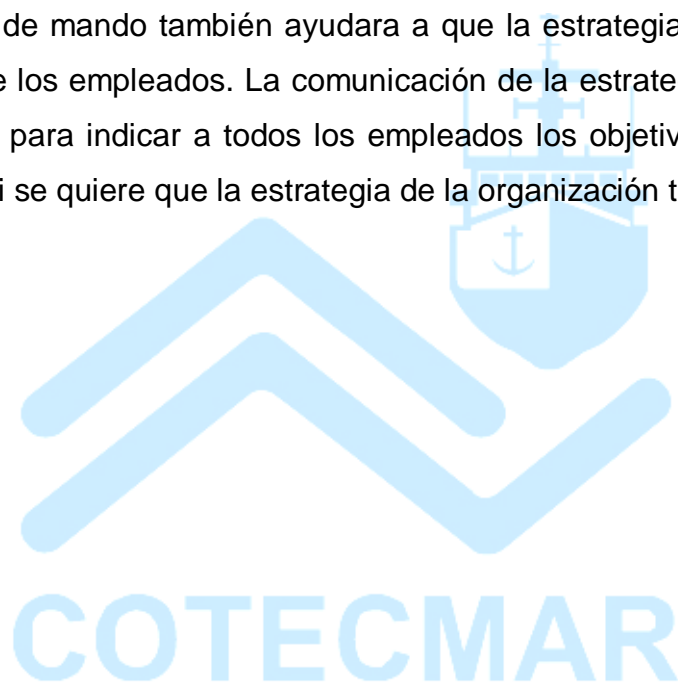 de mando también ayudara a que la estrategia
e los empleados. La comunicación de la estrate
para indicar a todos los empleados los objetiv
i se quiere que la estrategia de la organización t
COTECMAR